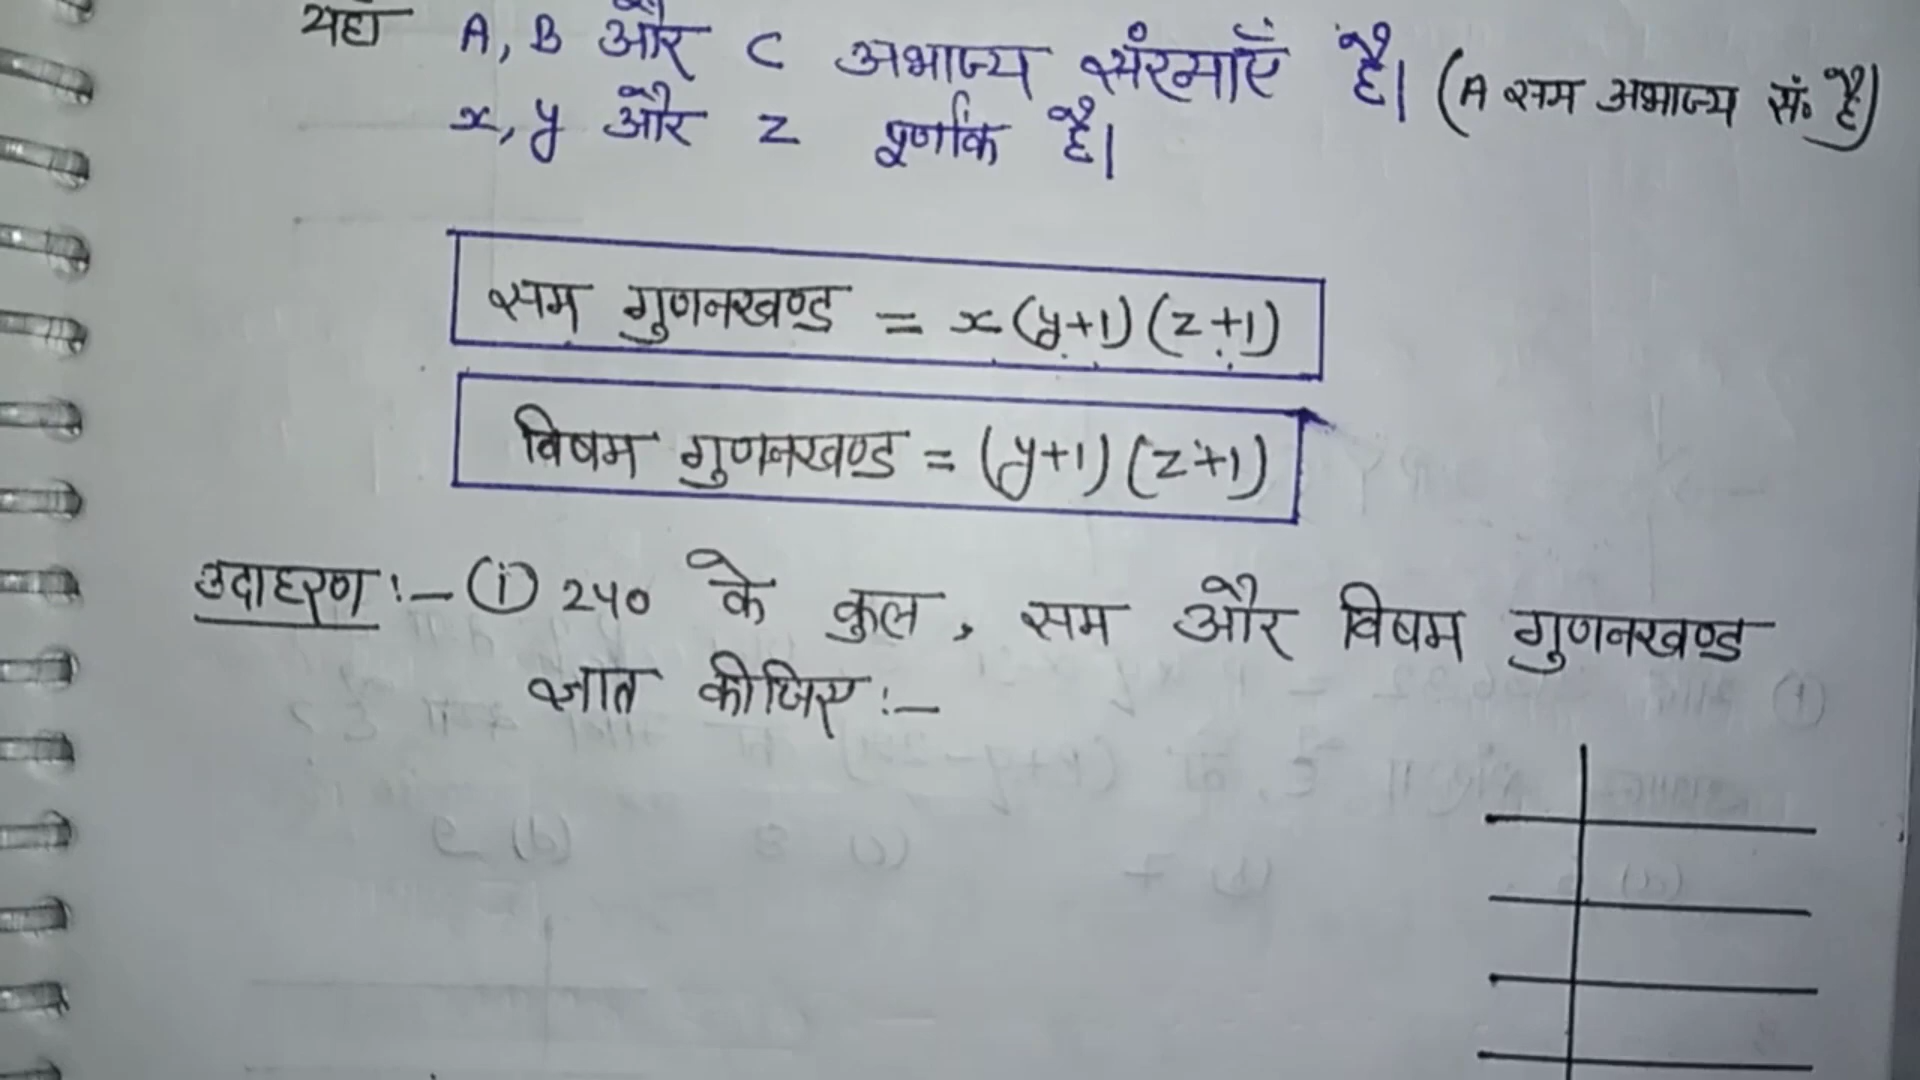 यहाँ A, B और C अभाज्य संख्याएँ है। (A सम अभाज्य सं॰ है)
x, y और z पूर्णांक है।
सम गुणनखण्ड = x(y+1)(z+1)
विषम गुणनखण्ड = (y+1)(z+1)
उदाहरण :- (i) 240 के कुल, सम और विषम गुणनखण्ड
ज्ञात कीजिए :-